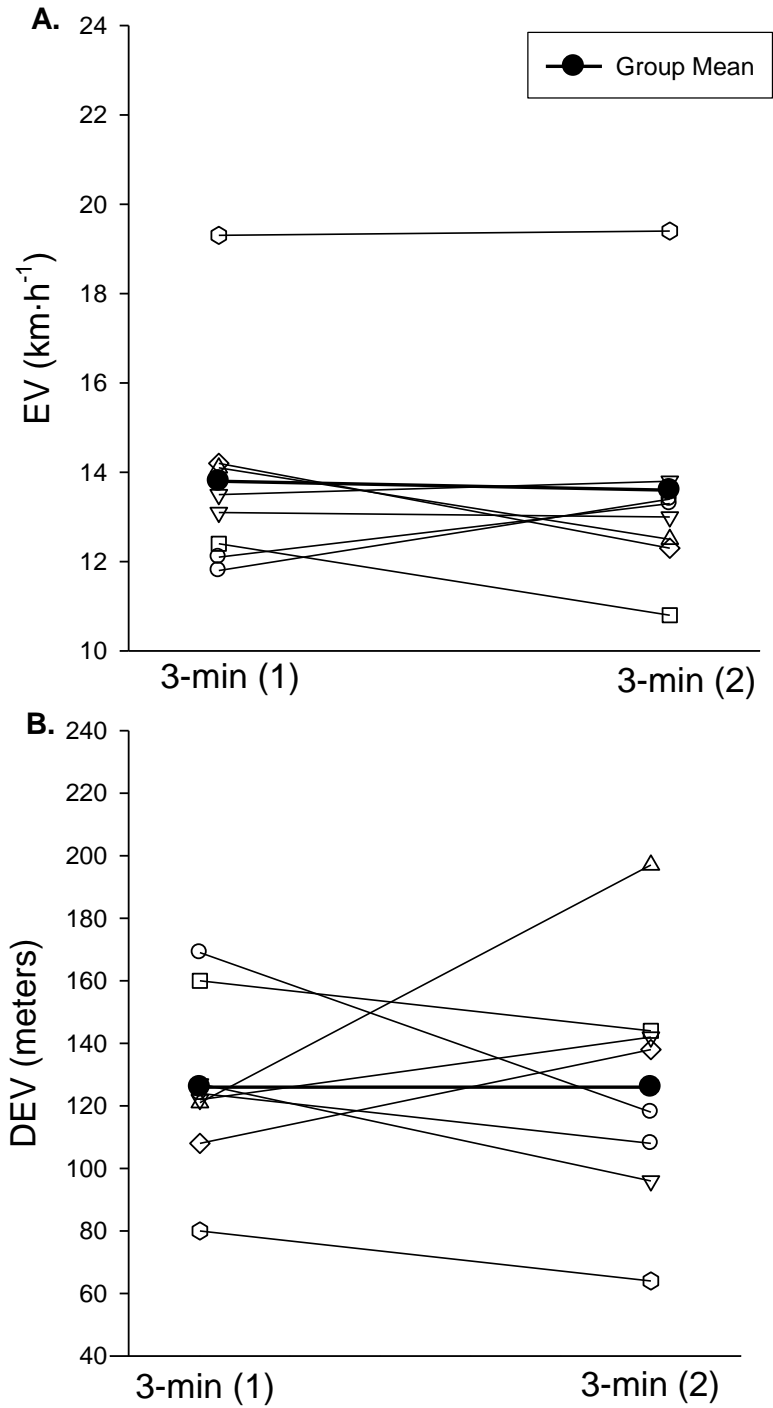 A.
24
Group Mean
22
20
18
16
14
12
10
EV (km·h-1)
3-min (1)
3-min (2)
B.
240
220
200
180
160
140
120
100
80
60
40
DEV (meters)
3-min (1)
3-min (2)